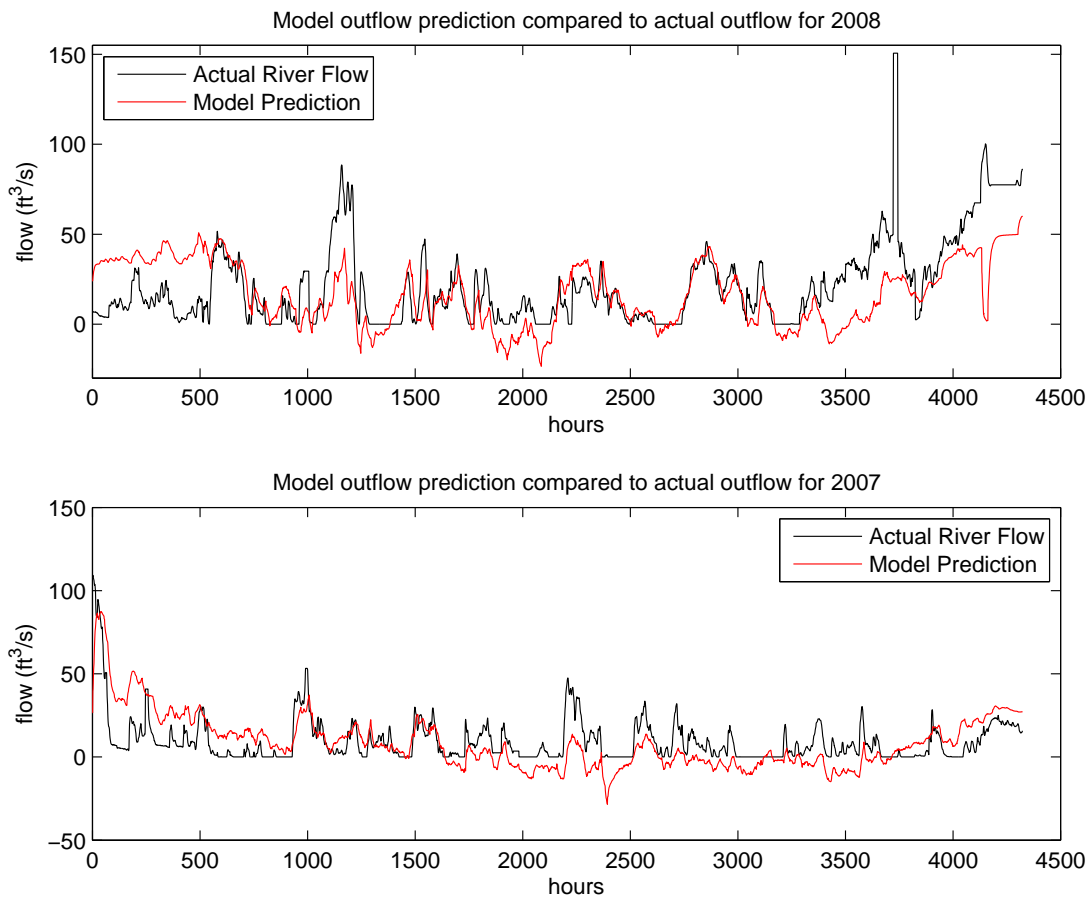 Model outflow prediction compared to actual outflow for 2008
150
100
50
0
flow (ft³/s)
Actual River Flow
Model Prediction
0 500 1000 1500 2000 2500 3000 3500 4000 4500
hours
Model outflow prediction compared to actual outflow for 2007
150
100
50
0
−50
flow (ft³/s)
Actual River Flow
Model Prediction
0 500 1000 1500 2000 2500 3000 3500 4000 4500
hours